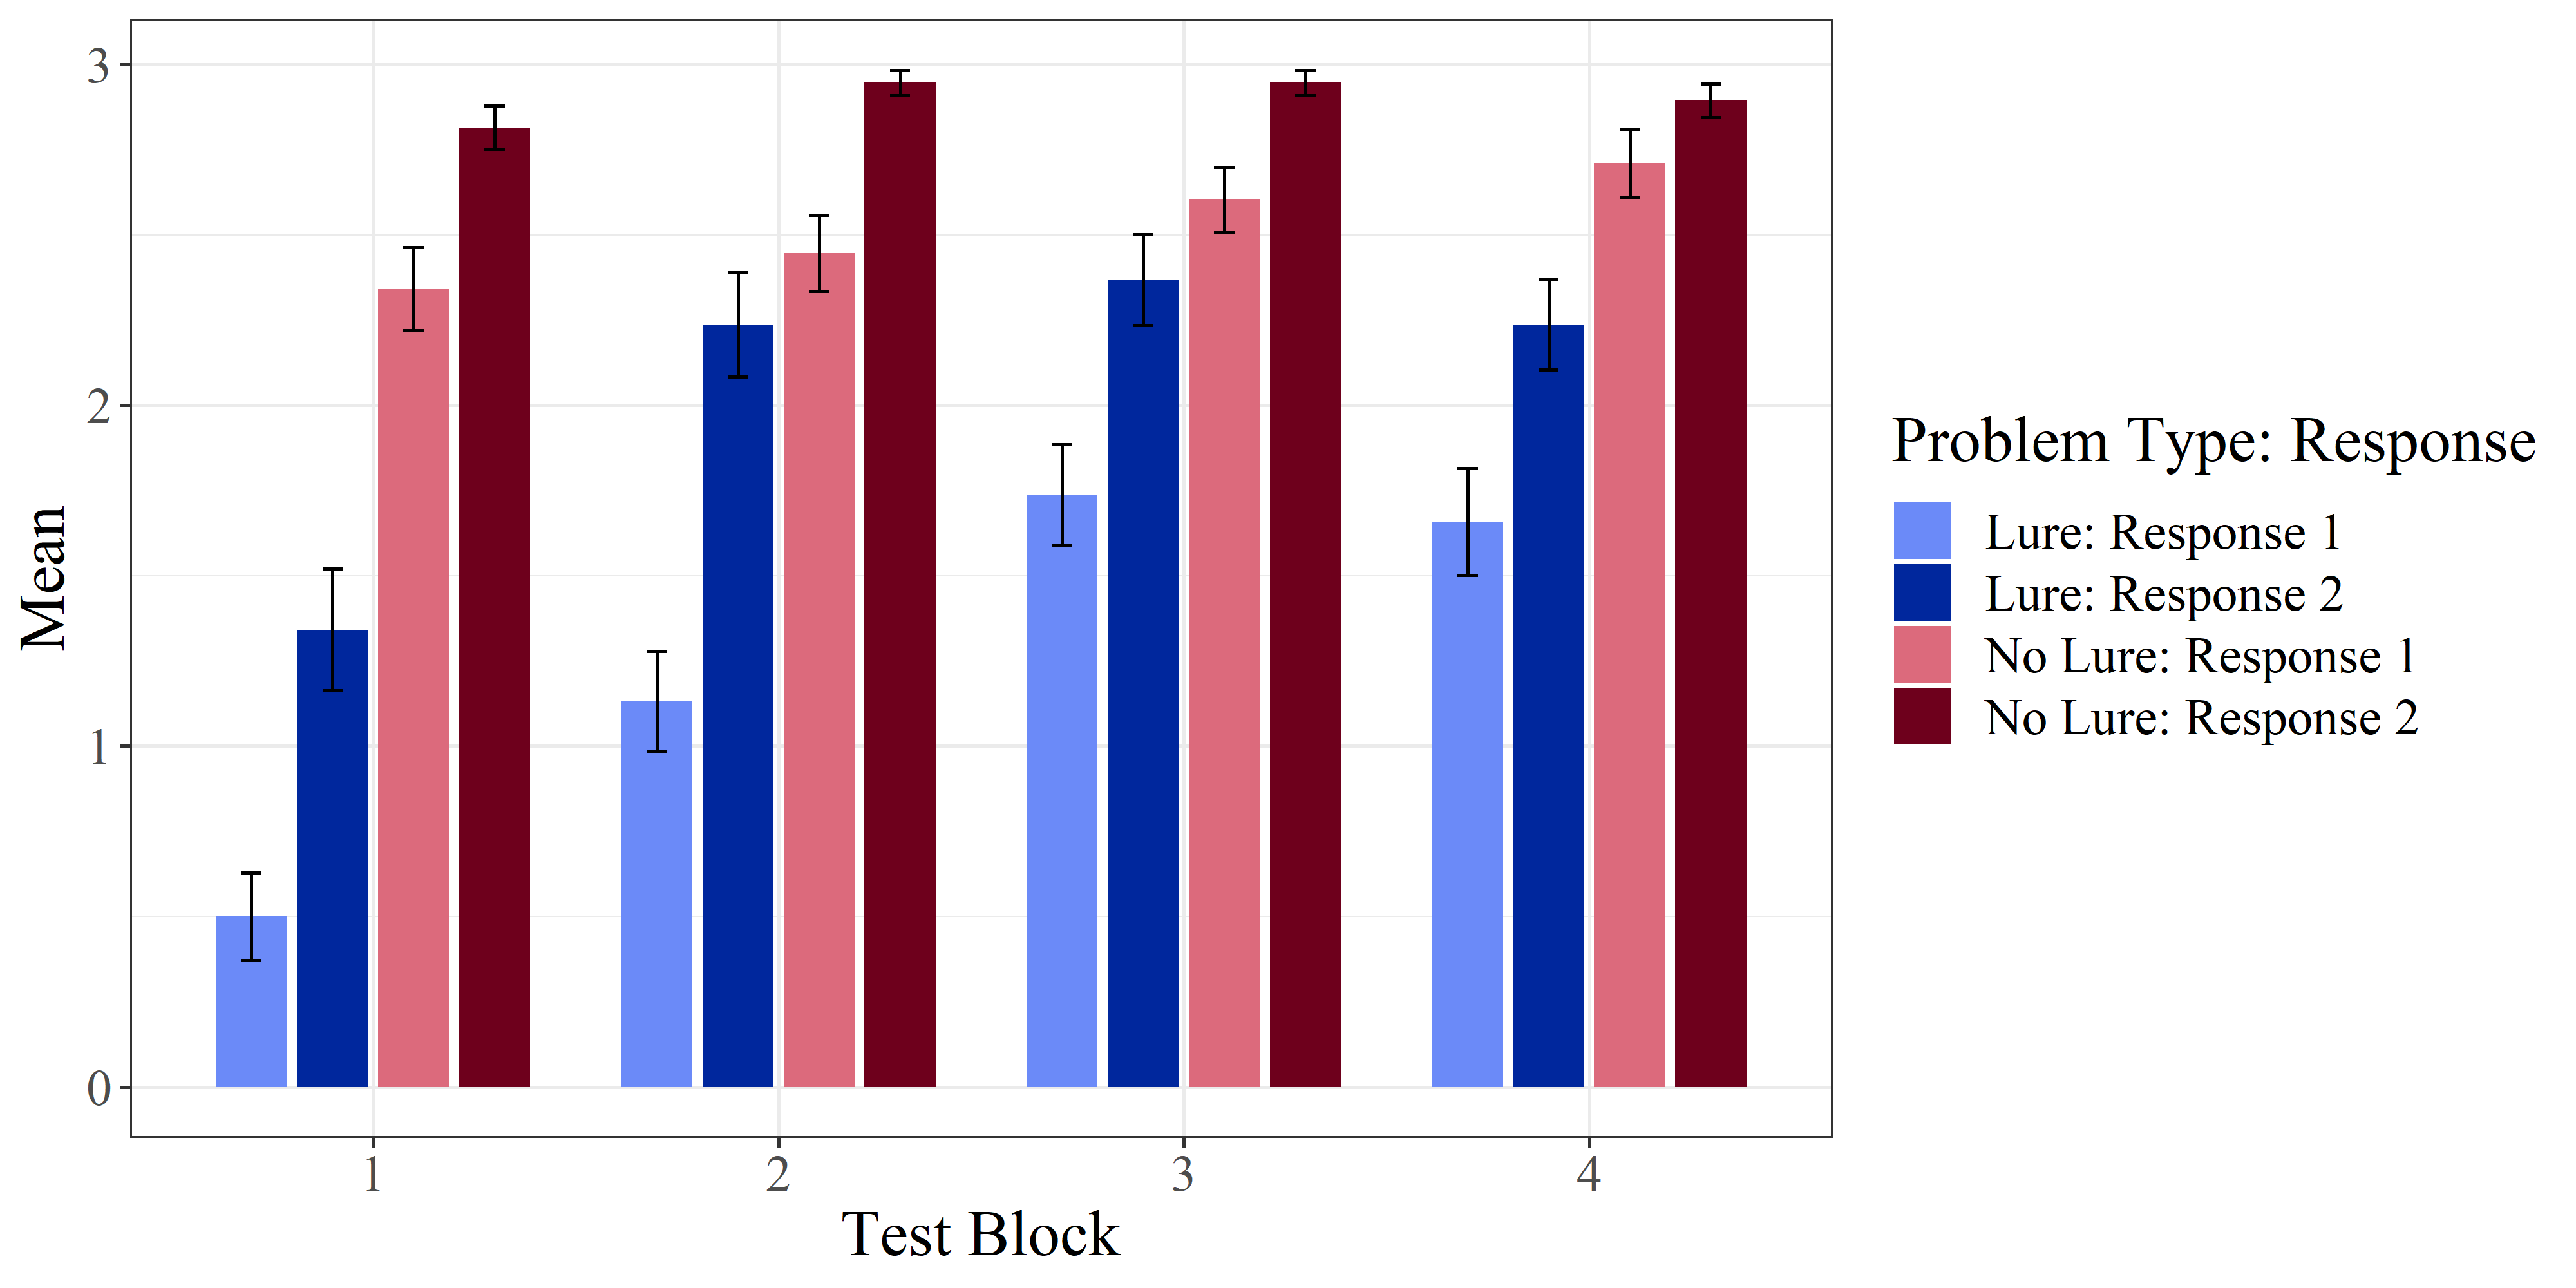 3
2
1
0
Mean
1
2
3
4
Test Block
Problem Type: Response
Lure: Response 1
Lure: Response 2
No Lure: Response 1
No Lure: Response 2